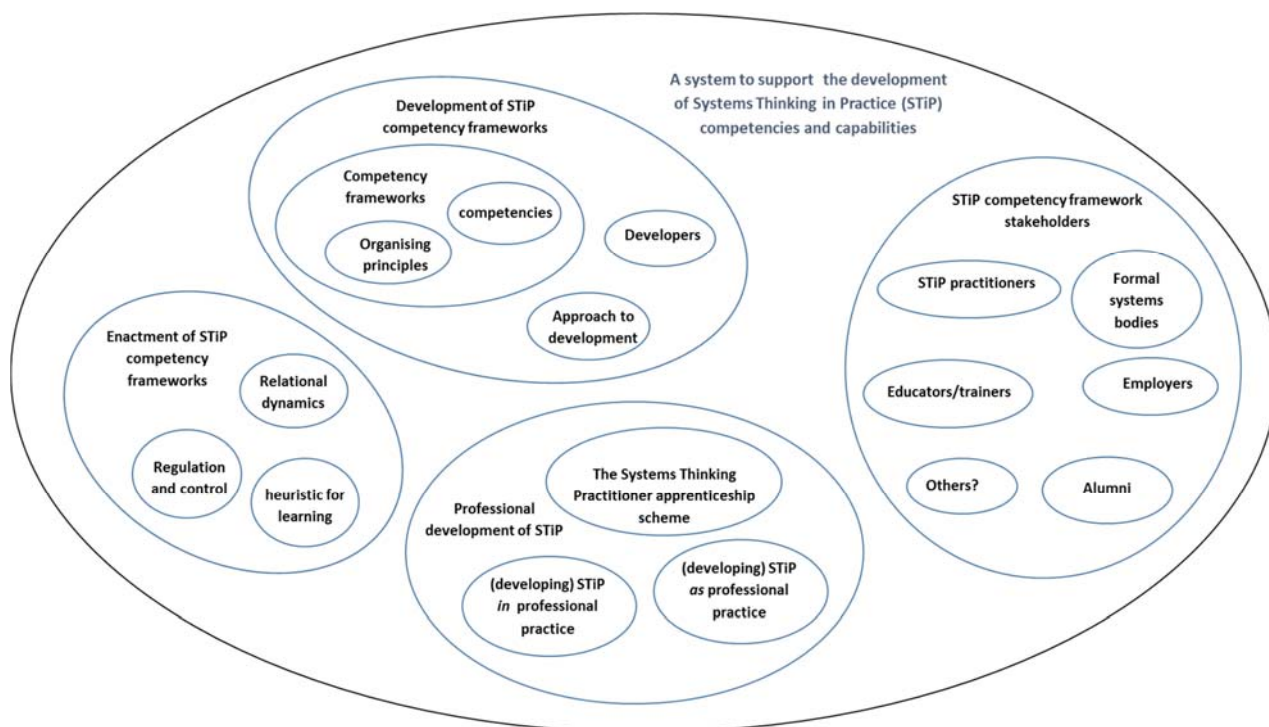 A system to support the development
of Systems Thinking in Practice (STiP)
competencies and capabilities
Development of STiP
competency frameworks
Competency
frameworks
competencies
Organising
principles
Developers
Approach to
development
STiP competency framework
stakeholders
STiP practitioners
Formal
systems
bodies
Educators/trainers
Employers
Others?
Alumni
Enactment of STiP
competency
frameworks
Relational
dynamics
Regulation
and control
heuristic for
learning
The Systems Thinking
Practitioner apprenticeship
scheme
Professional
development of STiP
(developing) STiP
in professional
practice
(developing) STiP
as professional
practice